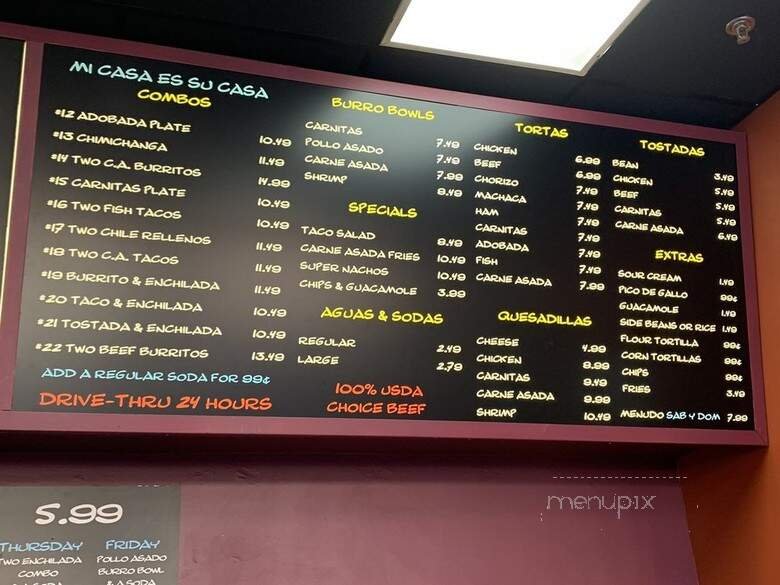 MI CASA ES SU CASA
COMBOS
#12 ADOBADA PLATE 10.49
#13 CHIMICHANGA 11.49
#14 TWO C.A. BURRITOS 14.99
#15 CARNITAS PLATE 10.49
#16 TWO FISH TACOS 10.49
#17 TWO CHILE RELLENOS 11.49
#18 TWO C.A. TACOS 11.49
#19 BURRITO & ENCHILADA 11.49
#20 TACO & ENCHILADA 10.49
#21 TOSTADA & ENCHILADA 10.49
#22 TWO BEEF BURRITOS 13.49
ADD A REGULAR SODA FOR 99¢
DRIVE-THRU 24 HOURS
BURRO BOWLS
CARNITAS 7.49
POLLO ASADO 7.49
CARNE ASADA 7.99
SHRIMP 9.49
SPECIALS
TACO SALAD 9.49
CARNE ASADA FRIES 10.49
SUPER NACHOS 10.49
CHIPS & GUACAMOLE 3.99
AGUAS & SODAS
REGULAR 2.49
LARGE 2.79
100% USDA
CHOICE BEEF
TORTAS
CHICKEN 6.99
BEEF 6.99
CHORIZO 7.49
MACHACA 7.49
HAM 7.49
CARNITAS 7.49
ADOBADA 7.49
FISH 7.49
CARNE ASADA 7.99
QUESADILLAS
CHEESE 4.99
CHICKEN 8.99
CARNITAS 9.49
CARNE ASADA 9.99
SHRIMP 10.49
TOSTADAS
BEAN 3.49
CHICKEN 5.49
BEEF 5.49
CARNITAS 5.49
CARNE ASADA 6.49
EXTRAS
SOUR CREAM 1.49
PICO DE GALLO 99¢
GUACAMOLE 1.49
SIDE BEANS OR RICE 1.49
FLOUR TORTILLA 99¢
CORN TORTILLAS 99¢
CHIPS 99¢
FRIES 3.49
MENUDO SAB Y DOM 7.99
menupix
5.99
THURSDAY
TWO ENCHILADA
COMBO
FRIDAY
POLLO ASADO
BURRO BOWL
& A SODA